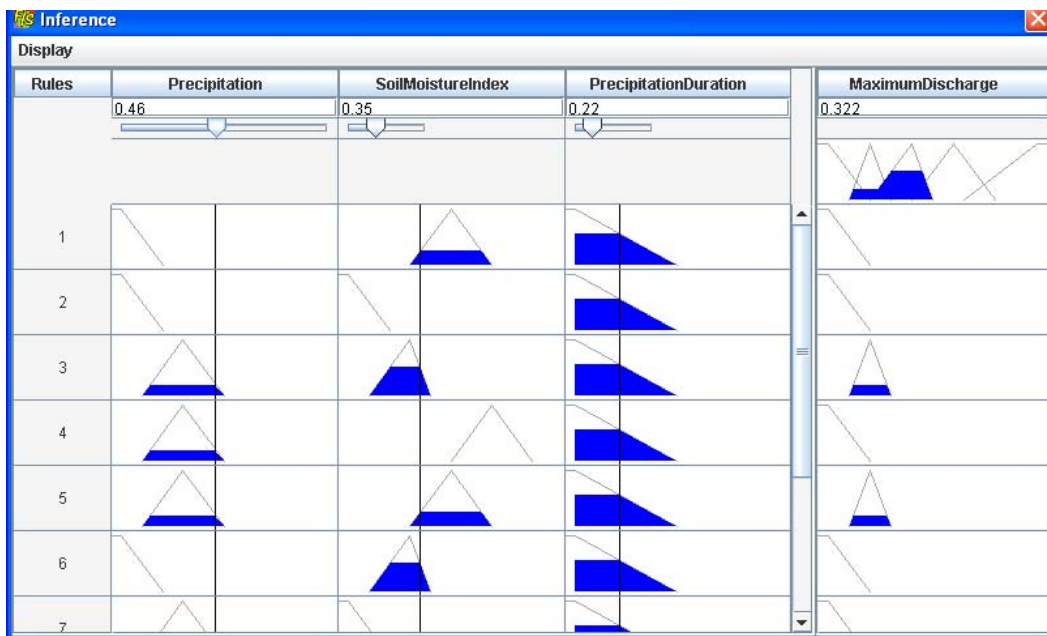 FIS Inference
Display
Rules Precipitation SoilMoistureIndex PrecipitationDuration MaximumDischarge
0.46 0.35 0.22 0.322
1
2
3
4
5
6
7